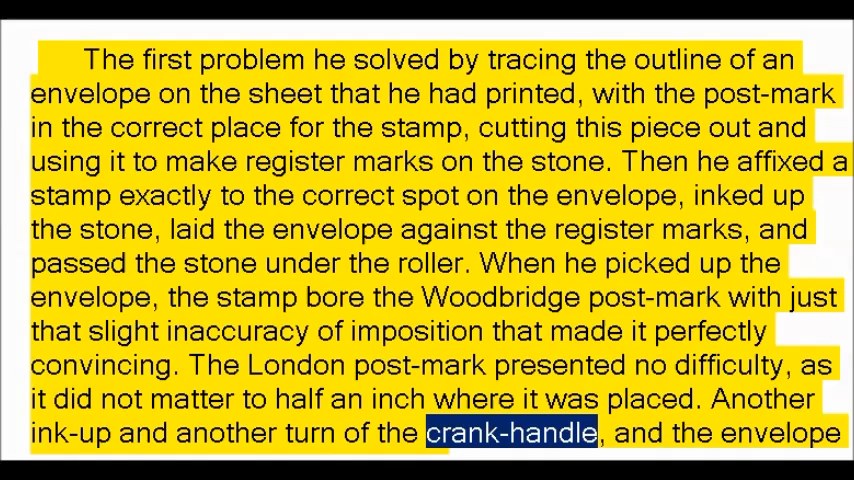 The first problem he solved by tracing the outline of an
envelope on the sheet that he had printed, with the post-mark
in the correct place for the stamp, cutting this piece out and
using it to make register marks on the stone. Then he affixed a
stamp exactly to the correct spot on the envelope, inked up
the stone, laid the envelope against the register marks, and
passed the stone under the roller. When he picked up the
envelope, the stamp bore the Woodbridge post-mark with just
that slight inaccuracy of imposition that made it perfectly
convincing. The London post-mark presented no difficulty, as
it did not matter to half an inch where it was placed. Another
ink-up and another turn of the crank-handle, and the envelope